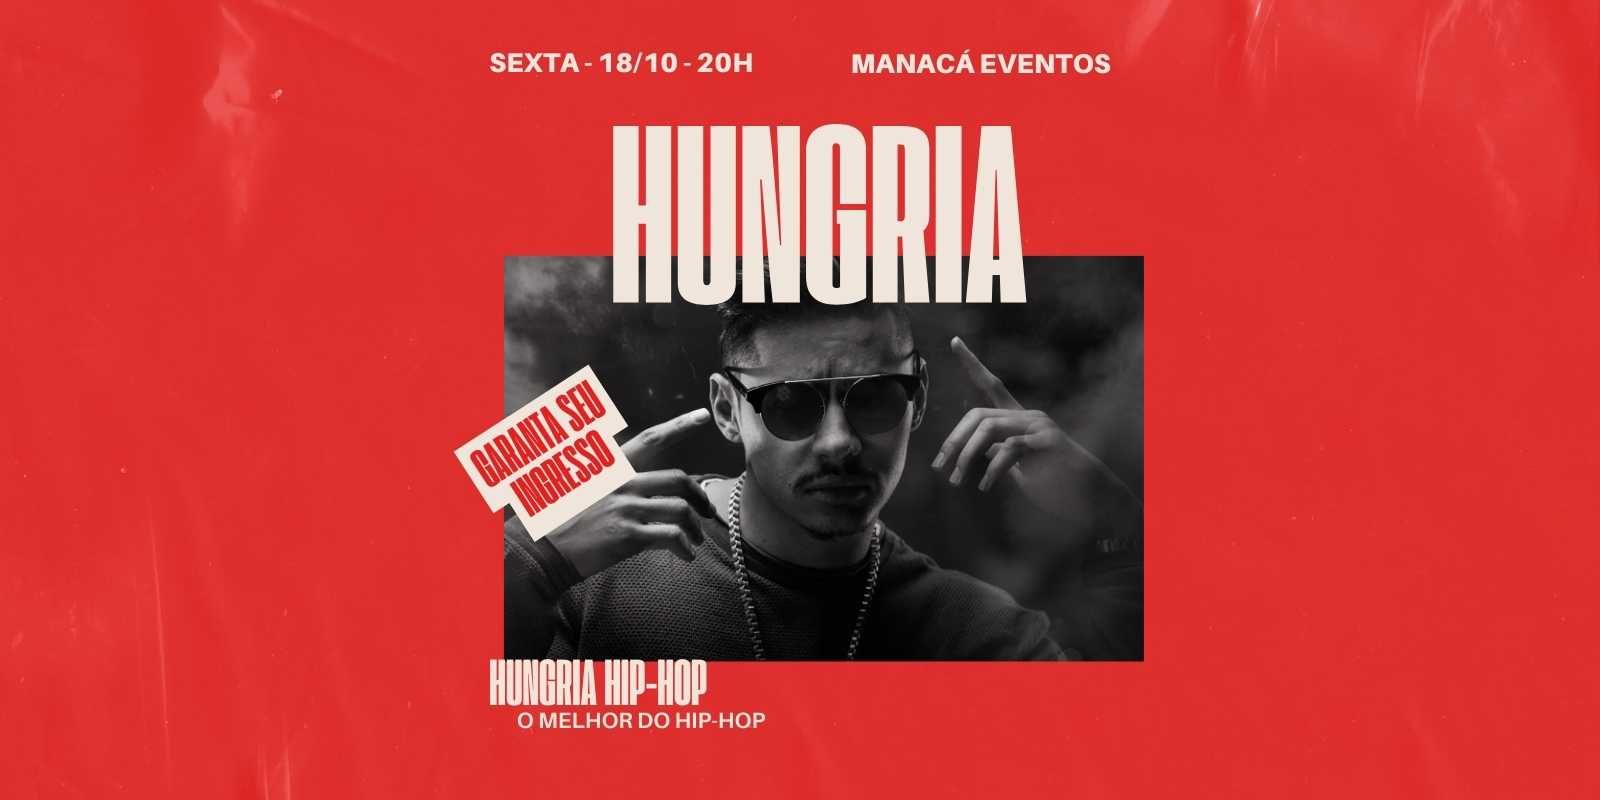 SEXTA - 18/10 - 20H
MANACÁ EVENTOS
HUNGRIA
GARANTA SEU
INGRESSO
HUNGRIA HIP-HOP
O MELHOR DO HIP-HOP